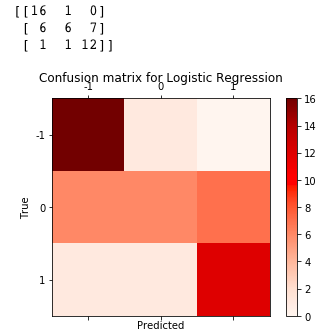 [[16 1 0]
[ 6 6 7]
[ 1 1 12]]
Confusion matrix for Logistic Regression
-1 0 1
-1
0
1
True
Predicted
16
14
12
10
8
6
4
2
0